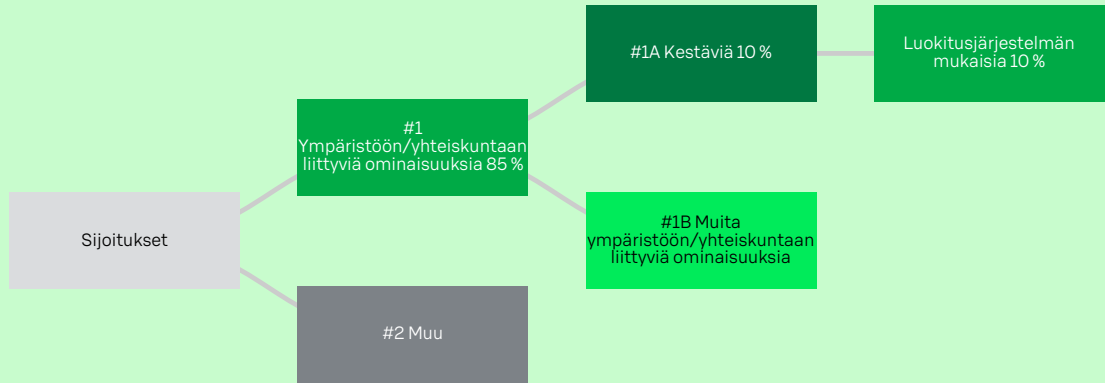 #1A Kestäviä 10 %
Luokitusjärjestelmän
mukaisia 10 %
#1
Ympäristöön/yhteiskuntaan
liittyviä ominaisuuksia 85 %
Sijoitukset
#1B Muita
ympäristöön/yhteiskuntaan
liittyviä ominaisuuksia
#2 Muu